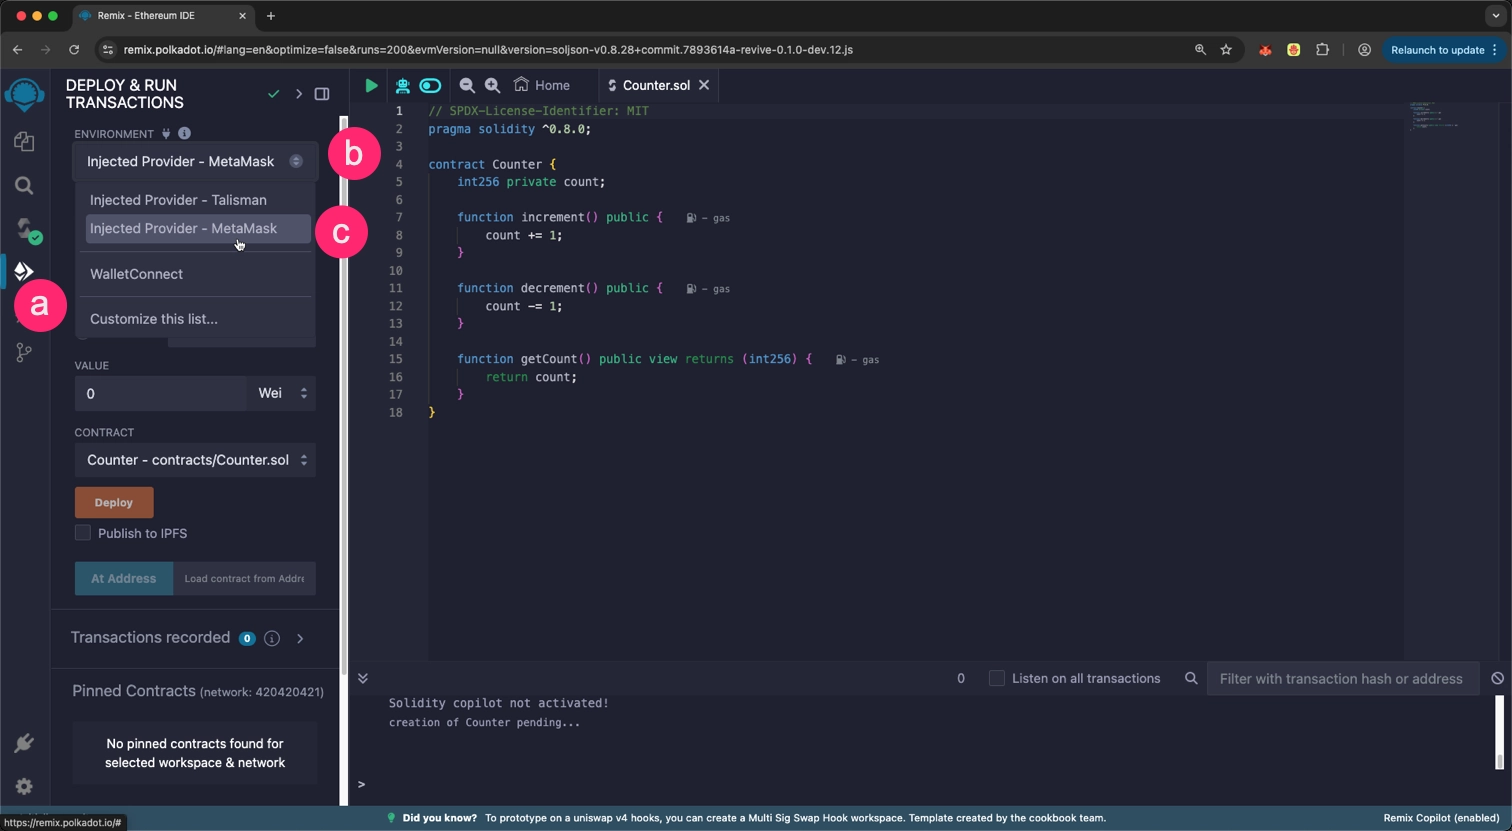 Remix - Ethereum IDE
remix.polkadot.io/#lang=en&optimize=false&runs=200&evmVersion=null&version=soljson-v0.8.28+commit.7893614a-revive-0.1.0-dev.12.js
Relaunch to update
DEPLOY & RUN
TRANSACTIONS
ENVIRONMENT
Injected Provider - MetaMask
b
Injected Provider - Talisman
Injected Provider - MetaMask
c
WalletConnect
a
Customize this list...
VALUE
0 Wei
CONTRACT
Counter - contracts/Counter.sol
Deploy
Publish to IPFS
At Address Load contract from Addre
Transactions recorded 0 i
Pinned Contracts (network: 420420421)
No pinned contracts found for
selected workspace & network
https://remix.polkadot.io/#
Home Counter.sol
1 // SPDX-License-Identifier: MIT
2 pragma solidity ^0.8.0;
3
4 contract Counter {
5 int256 private count;
6
7 function increment() public { - gas
8 count += 1;
9 }
10
11 function decrement() public { - gas
12 count -= 1;
13 }
14
15 function getCount() public view returns (int256) { - gas
16 return count;
17 }
18 }
0 Listen on all transactions Filter with transaction hash or address
Solidity copilot not activated!
creation of Counter pending...
>
Did you know? To prototype on a uniswap v4 hooks, you can create a Multi Sig Swap Hook workspace. Template created by the cookbook team.
Remix Copilot (enabled)